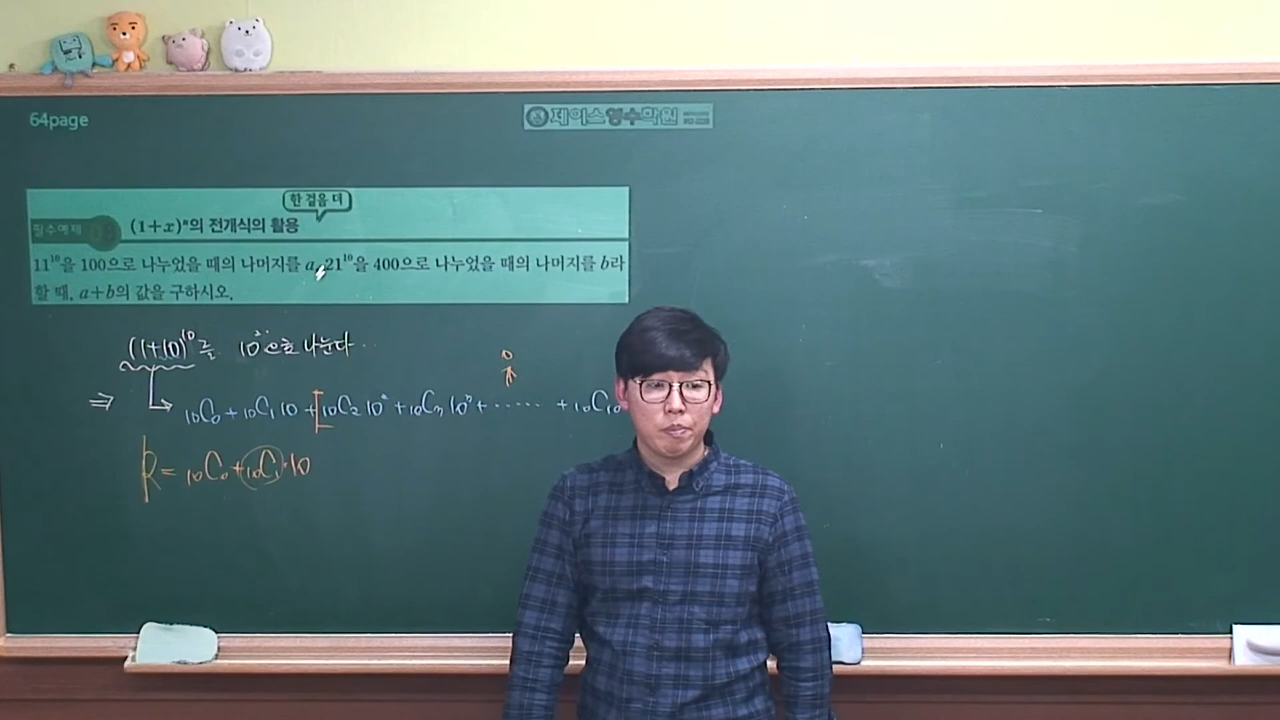 64page
제이스영수학원
한 걸음 더
필수예제 (1+x)ⁿ의 전개식의 활용
11¹⁰을 100으로 나누었을 때의 나머지를 a, 21¹⁰을 400으로 나누었을 때의 나머지를 b라
할 때, a+b의 값을 구하시오.
(1+10)¹⁰를 10²으로 나눈다...
⇒ ₁₀C₀+₁₀C₁10+₁₀C₂10²+₁₀C₃10³+......+₁₀C₁₀
R=₁₀C₀+₁₀C₁·10